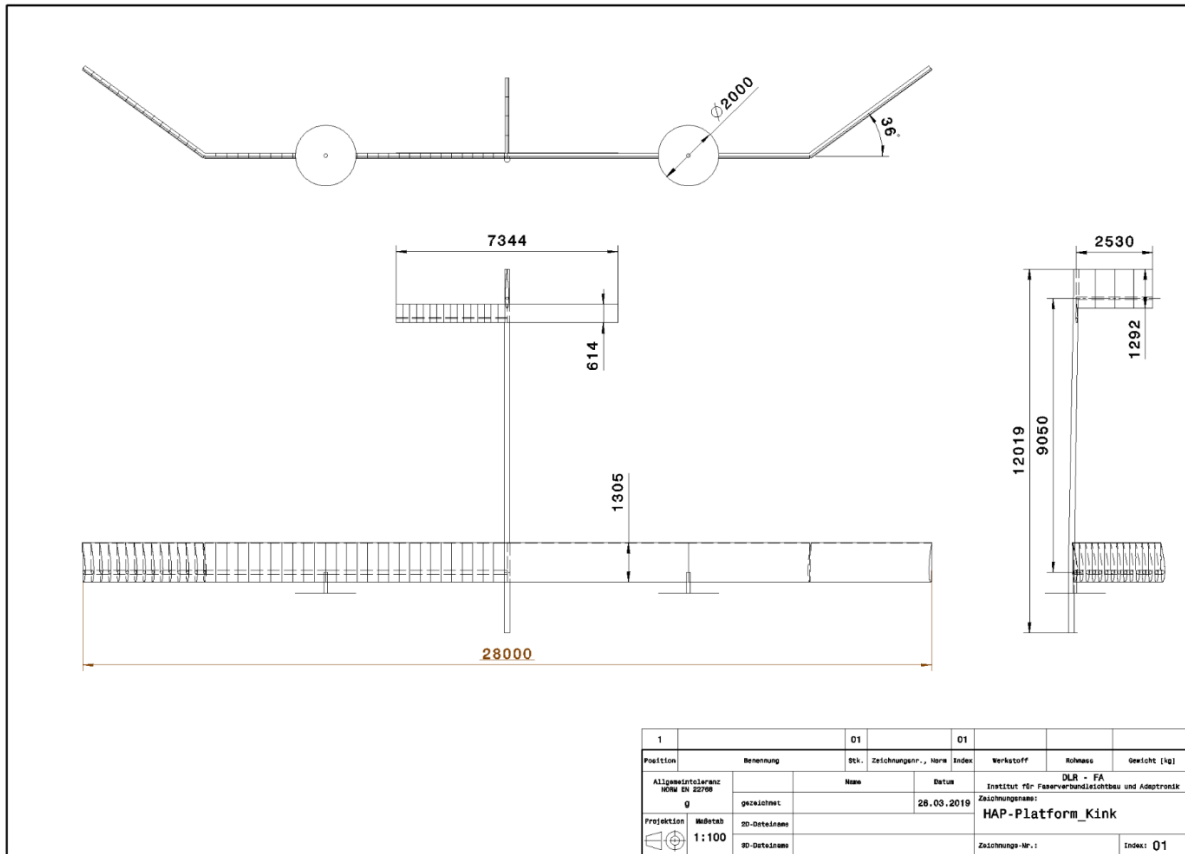 Ø2000
36°
7344
2530
614
1292
12019
9050
1305
28000
1 01 01
Position Benennung Stk. Zeichnungsnr., Norm Index Werkstoff Rohmass Gewicht [kg]
Allgemeintoleranz Name Datum DLR - FA
NORM EN 22768 Institut für Faserverbundleichtbau und Adaptronik
g gezeichnet 28.03.2019 Zeichnungsname:
HAP-Platform_Kink
Projektion Maßstab 2D-Dateiname
1:100
3D-Dateiname Zeichnungs-Nr.: Index: 01